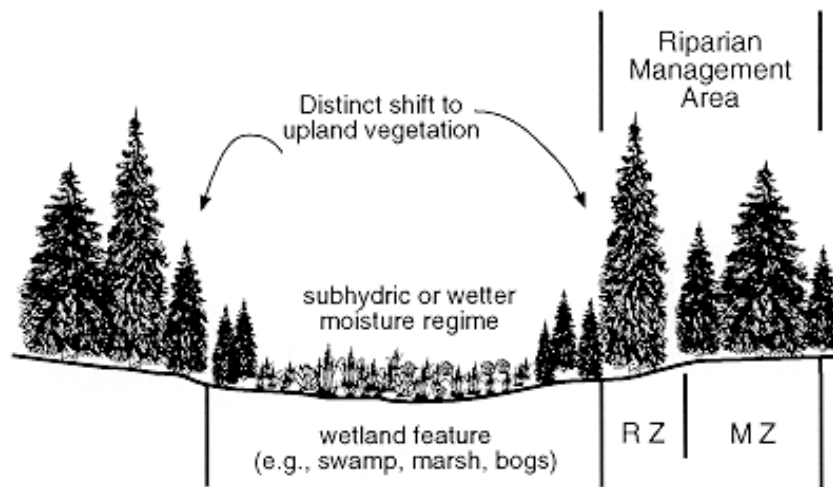 Riparian
Management
Area
Distinct shift to
upland vegetation
subhydric or wetter
moisture regime
wetland feature
(e.g., swamp, marsh, bogs)
R Z
M Z